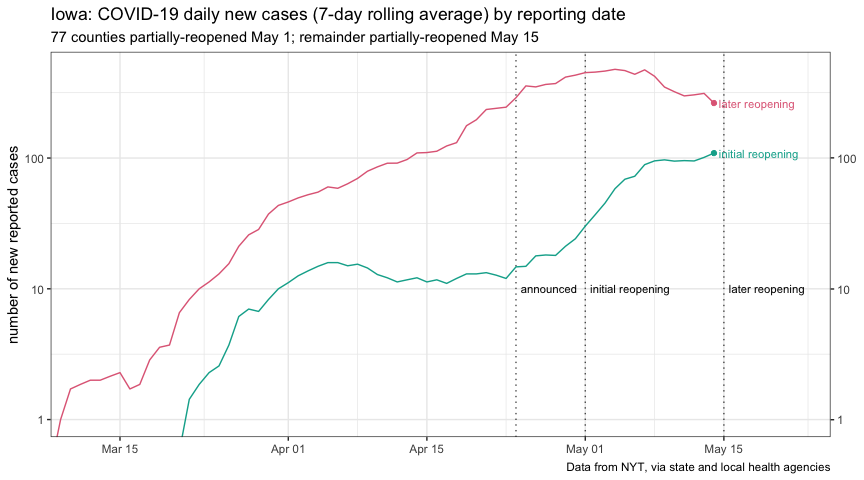 Iowa: COVID-19 daily new cases (7-day rolling average) by reporting date
77 counties partially-reopened May 1; remainder partially-reopened May 15
number of new reported cases
later reopening
100
initial reopening
100
10
announced
initial reopening
later reopening
10
1
1
Mar 15
Apr 01
Apr 15
May 01
May 15
Data from NYT, via state and local health agencies